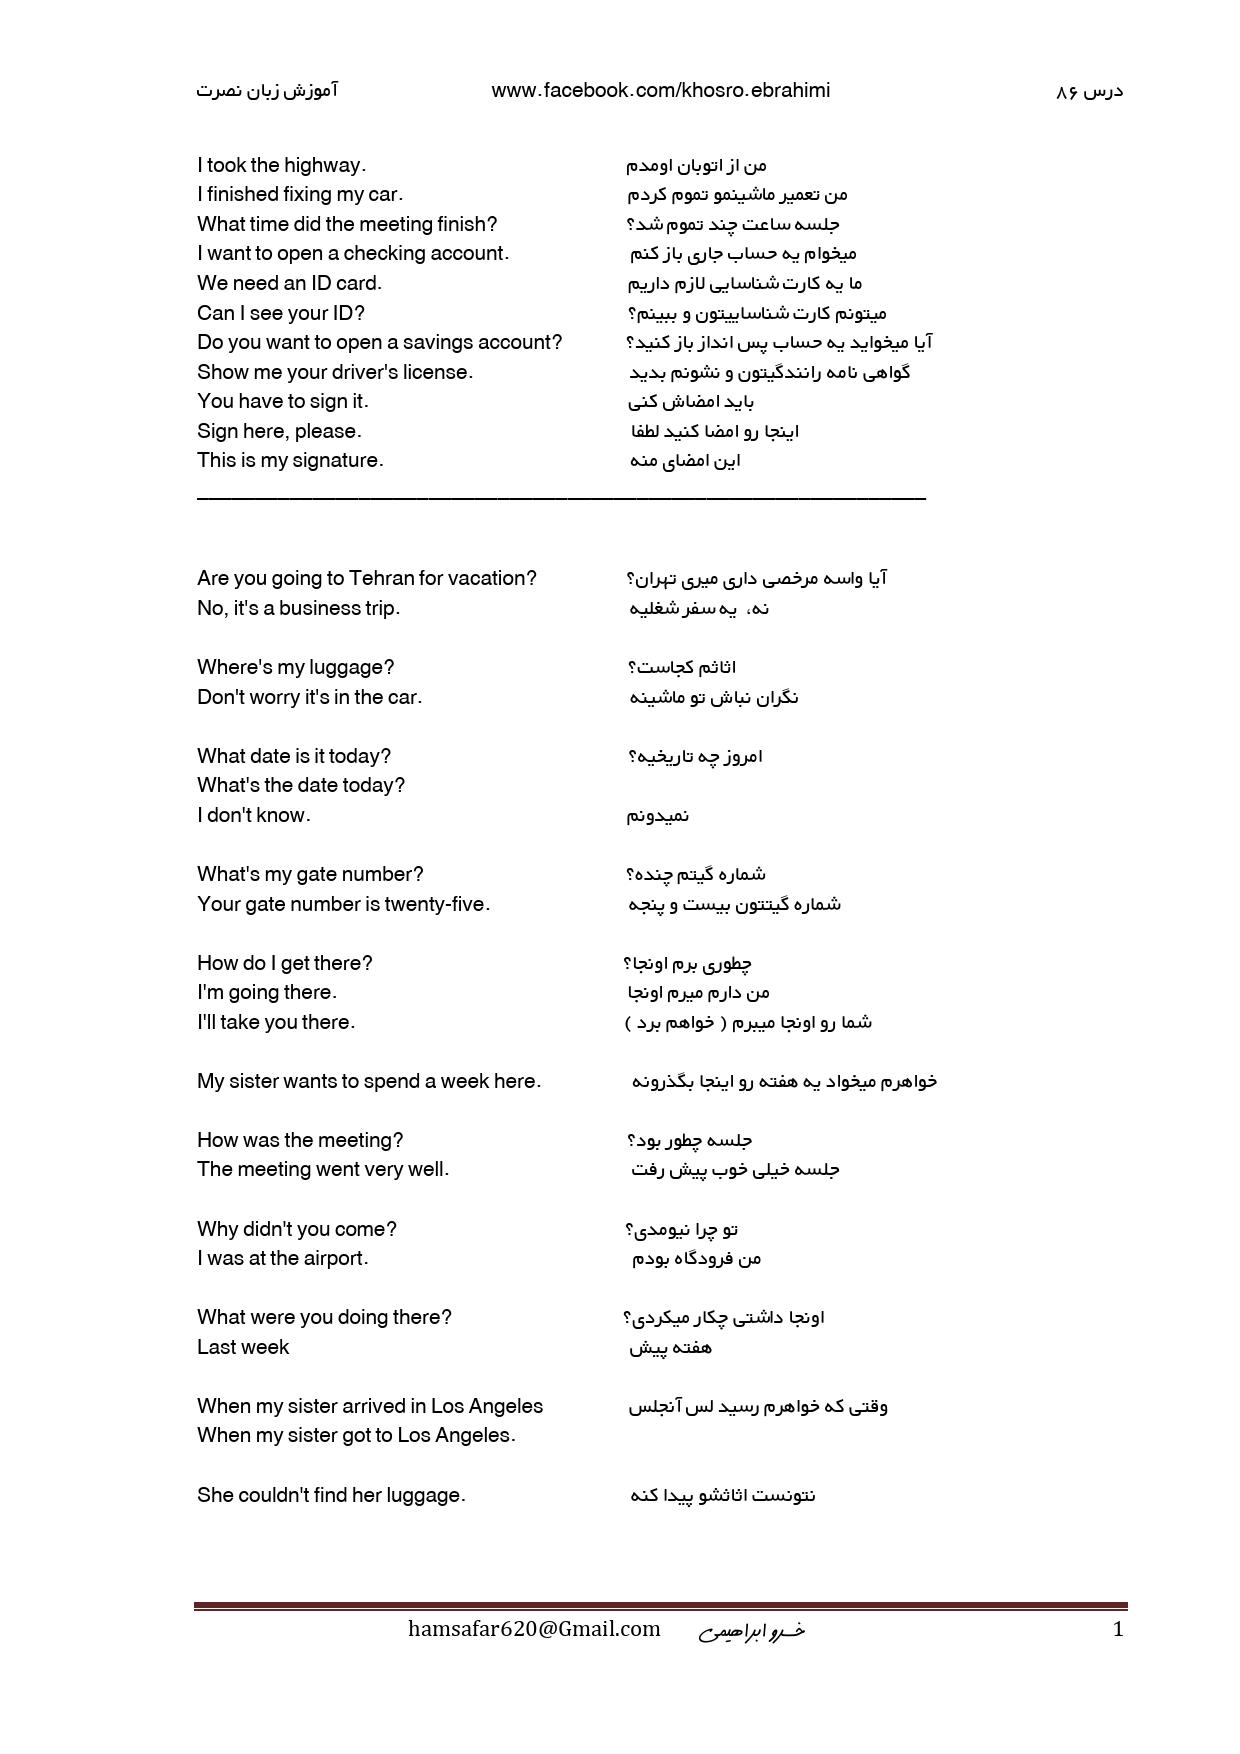 آموزش زبان نصرت www.facebook.com/khosro.ebrahimi درس ۸۶
I took the highway. من از اتوبان اومدم
I finished fixing my car. من تعمیر ماشینمو تموم کردم
What time did the meeting finish? جلسه ساعت چند تموم شد؟
I want to open a checking account. میخوام یه حساب جاری باز کنم
We need an ID card. ما یه کارت شناسایی لازم داریم
Can I see your ID? میتونم کارت شناساییتون و ببینم؟
Do you want to open a savings account? آیا میخواید یه حساب پس انداز باز کنید؟
Show me your driver's license. گواهی نامه رانندگیتون و نشونم بدید
You have to sign it. باید امضاش کنی
Sign here, please. اینجا رو امضا کنید لطفا
This is my signature. این امضای منه
Are you going to Tehran for vacation? آیا واسه مرخصی داری میری تهران؟
No, it's a business trip. نه، یه سفر شغلیه
Where's my luggage? اثاثم کجاست؟
Don't worry it's in the car. نگران نباش تو ماشینه
What date is it today? امروز چه تاریخیه؟
What's the date today?
I don't know. نمیدونم
What's my gate number? شماره گیتم چنده؟
Your gate number is twenty-five. شماره گیتتون بیست و پنجه
How do I get there? چطوری برم اونجا؟
I'm going there. من دارم میرم اونجا
I'll take you there. شما رو اونجا میبرم ( خواهم برد )
My sister wants to spend a week here. خواهرم میخواد یه هفته رو اینجا بگذرونه
How was the meeting? جلسه چطور بود؟
The meeting went very well. جلسه خیلی خوب پیش رفت
Why didn't you come? تو چرا نیومدی؟
I was at the airport. من فرودگاه بودم
What were you doing there? اونجا داشتی چکار میکردی؟
Last week هفته پیش
When my sister arrived in Los Angeles وقتی که خواهرم رسید لس آنجلس
When my sister got to Los Angeles.
She couldn't find her luggage. نتونست اثاثشو پیدا کنه
hamsafar620@Gmail.com خسرو ابراهیمی 1